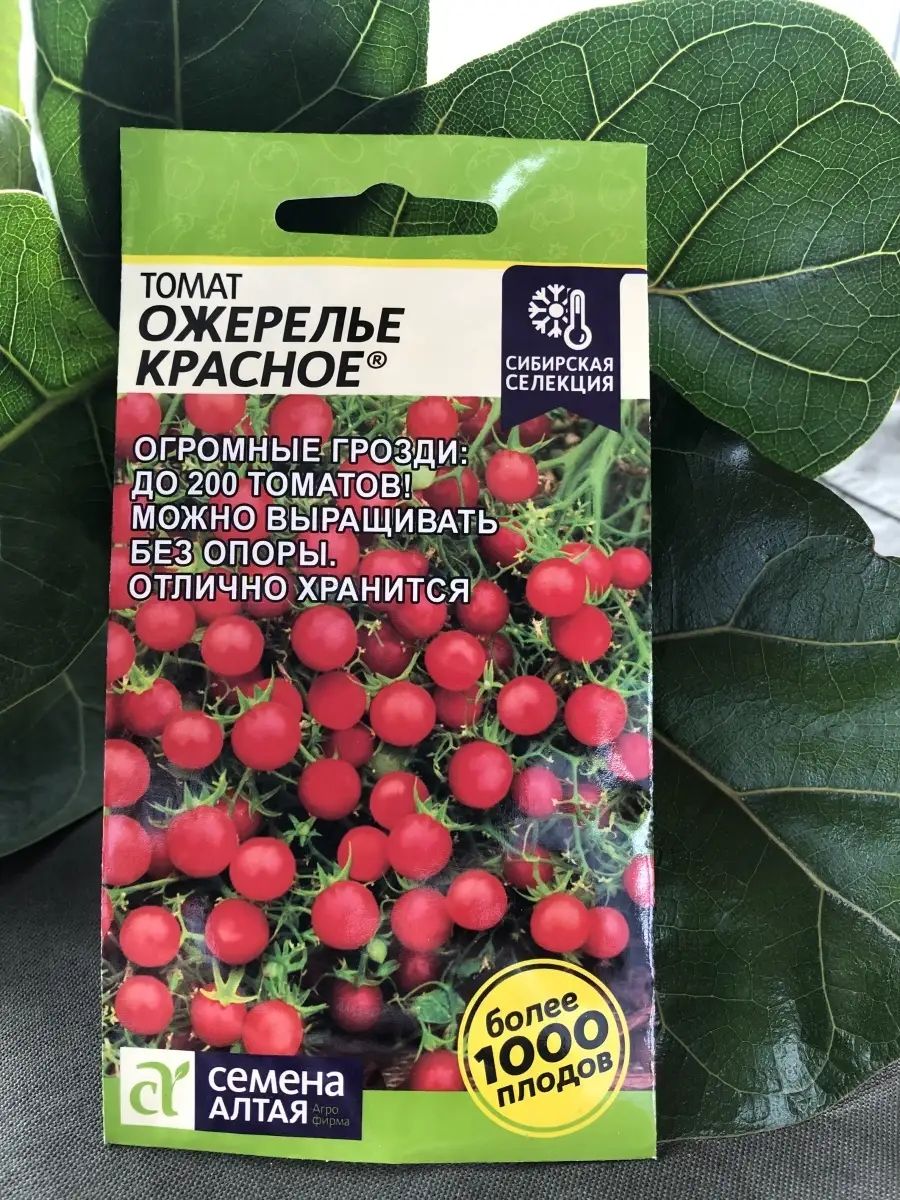 ТОМАТ
ОЖЕРЕЛЬЕ
КРАСНОЕ®
СИБИРСКАЯ
СЕЛЕКЦИЯ
ОГРОМНЫЕ ГРОЗДИ:
ДО 200 ТОМАТОВ!
МОЖНО ВЫРАЩИВАТЬ
БЕЗ ОПОРЫ.
ОТЛИЧНО ХРАНИТСЯ
более
1000
плодов
семена
АЛТАЯ
Агро
фирма